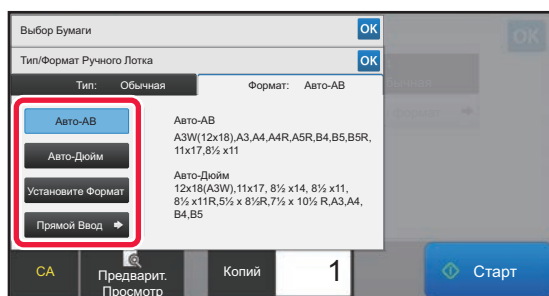 Выбор Бумаги
OK
OK
Тип/Формат Ручного Лотка
OK
Тип: Обычная
Формат: Авто-AB
Обычная
Авто-AB
Авто-Дюйм
Установите Формат
Прямой Ввод
Авто-AB
A3W(12x18),A3,A4,A4R,A5R,B4,B5,B5R,
11x17,8½ x11
Авто-Дюйм
12x18(A3W),11x17, 8½ x14, 8½ x11,
8½ x11R,5½ x 8½R,7½ x 10½ R,A3,A4,
B4,B5
CA
Предварит.
Просмотр
Копий
1
Старт